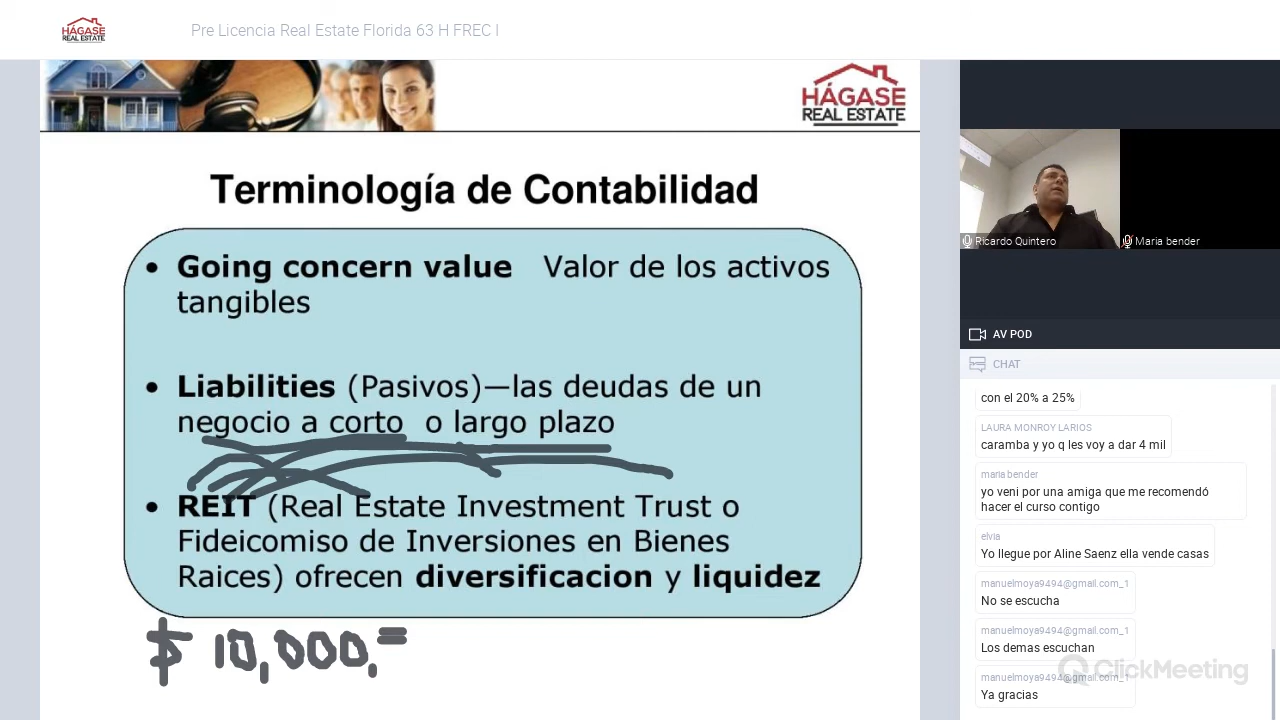 HÁGASE
REAL ESTATE
Pre Licencia Real Estate Florida 63 H FREC I
HÁGASE
REAL ESTATE
Terminología de Contabilidad
• Going concern value Valor de los activos
tangibles
• Liabilities (Pasivos)—las deudas de un
negocio a corto o largo plazo
• REIT (Real Estate Investment Trust o
Fideicomiso de Inversiones en Bienes
Raices) ofrecen diversificacion y liquidez
$ 10,000.=
Ricardo Quintero
Maria bender
AV POD
CHAT
con el 20% a 25%
LAURA MONROY LARIOS
caramba y yo q les voy a dar 4 mil
maria bender
yo veni por una amiga que me recomendó
hacer el curso contigo
elvia
Yo llegue por Aline Saenz ella vende casas
manuelmoya9494@gmail.com_1
No se escucha
manuelmoya9494@gmail.com_1
Los demas escuchan
manuelmoya9494@gmail.com_1
Ya gracias
ClickMeeting